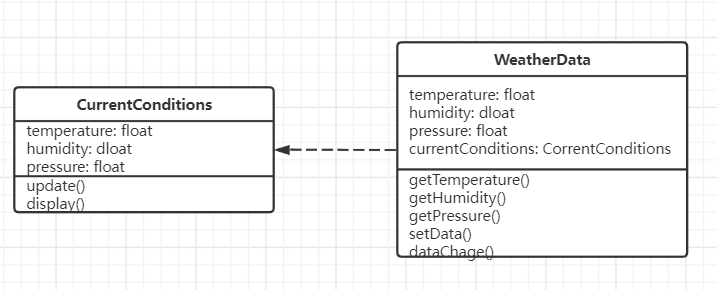 CurrentConditions
temperature: float
humidity: dloat
pressure: float
update()
display()
WeatherData
temperature: float
humidity: dloat
pressure: float
currentConditions: CorrentConditions
getTemperature()
getHumidity()
getPressure()
setData()
dataChage()